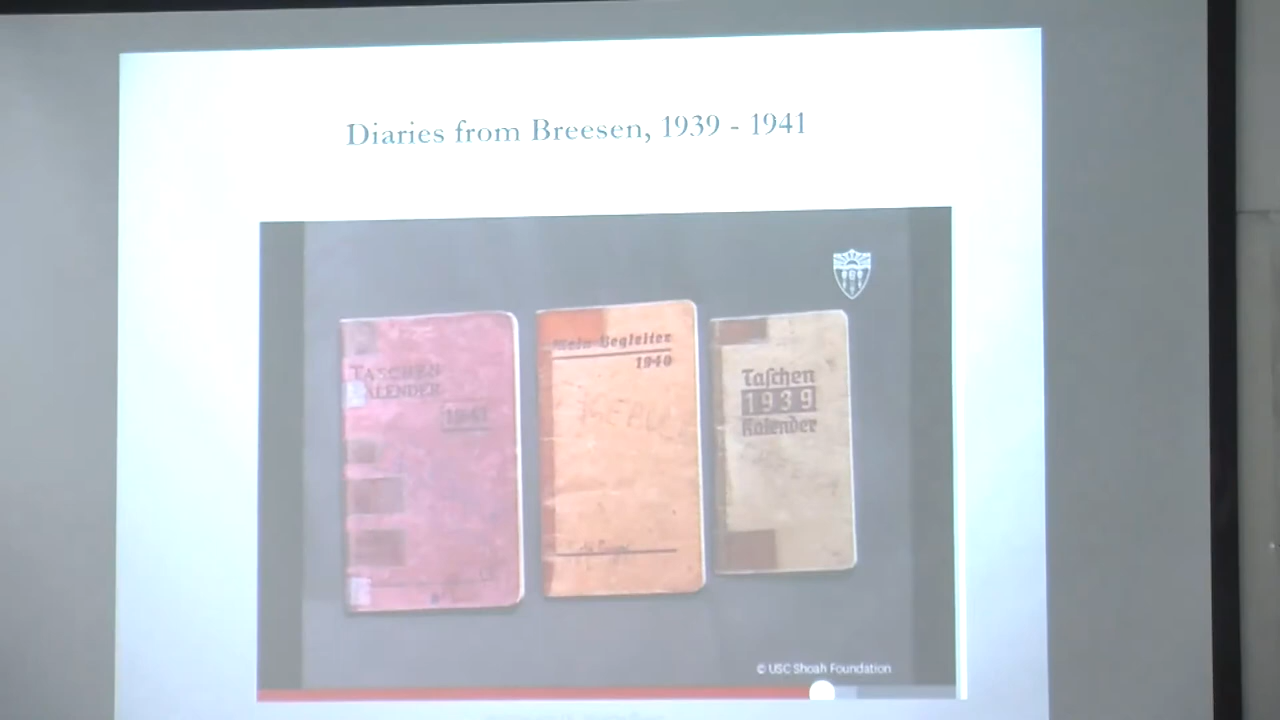 Diaries from Breesen, 1939 - 1941
TASCHEN
KALENDER
1941
Mein Begleiter
1940
Taſchen
1939
Kalender
© USC Shoah Foundation